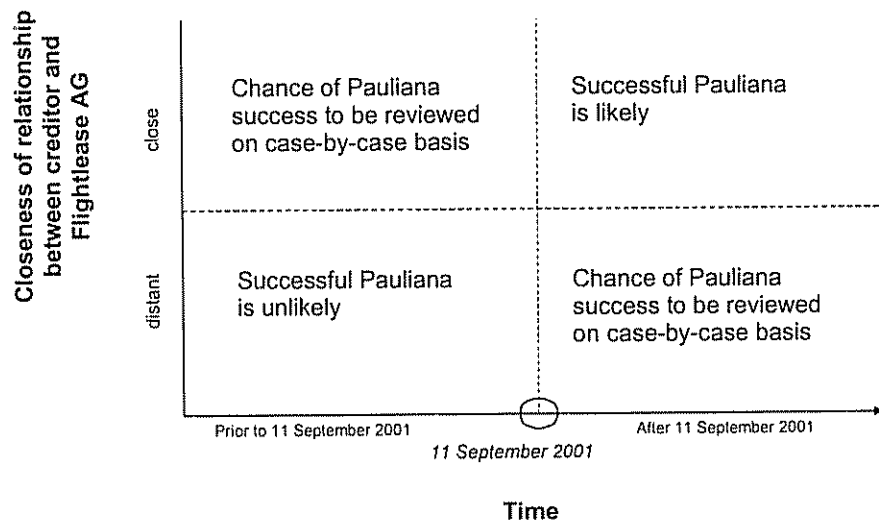 Closeness of relationship
between creditor and
Flightlease AG
close
distant
Chance of Pauliana
success to be reviewed
on case-by-case basis
Successful Pauliana
is likely
Successful Pauliana
is unlikely
Chance of Pauliana
success to be reviewed
on case-by-case basis
Prior to 11 September 2001
11 September 2001
After 11 September 2001
Time